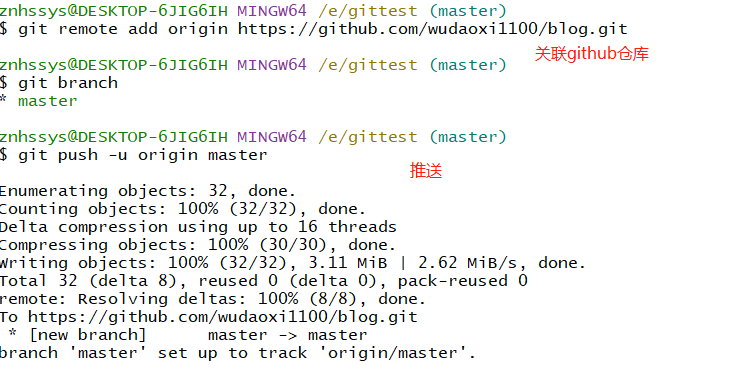 znhssys@DESKTOP-6JIG6IH MINGW64 /e/gittest (master)
$ git remote add origin https://github.com/wudaoxi1100/blog.git
关联github仓库
znhssys@DESKTOP-6JIG6IH MINGW64 /e/gittest (master)
$ git branch
* master
znhssys@DESKTOP-6JIG6IH MINGW64 /e/gittest (master)
$ git push -u origin master
推送
Enumerating objects: 32, done.
Counting objects: 100% (32/32), done.
Delta compression using up to 16 threads
Compressing objects: 100% (30/30), done.
Writing objects: 100% (32/32), 3.11 MiB | 2.62 MiB/s, done.
Total 32 (delta 8), reused 0 (delta 0), pack-reused 0
remote: Resolving deltas: 100% (8/8), done.
To https://github.com/wudaoxi1100/blog.git
 * [new branch]      master -> master
branch 'master' set up to track 'origin/master'.